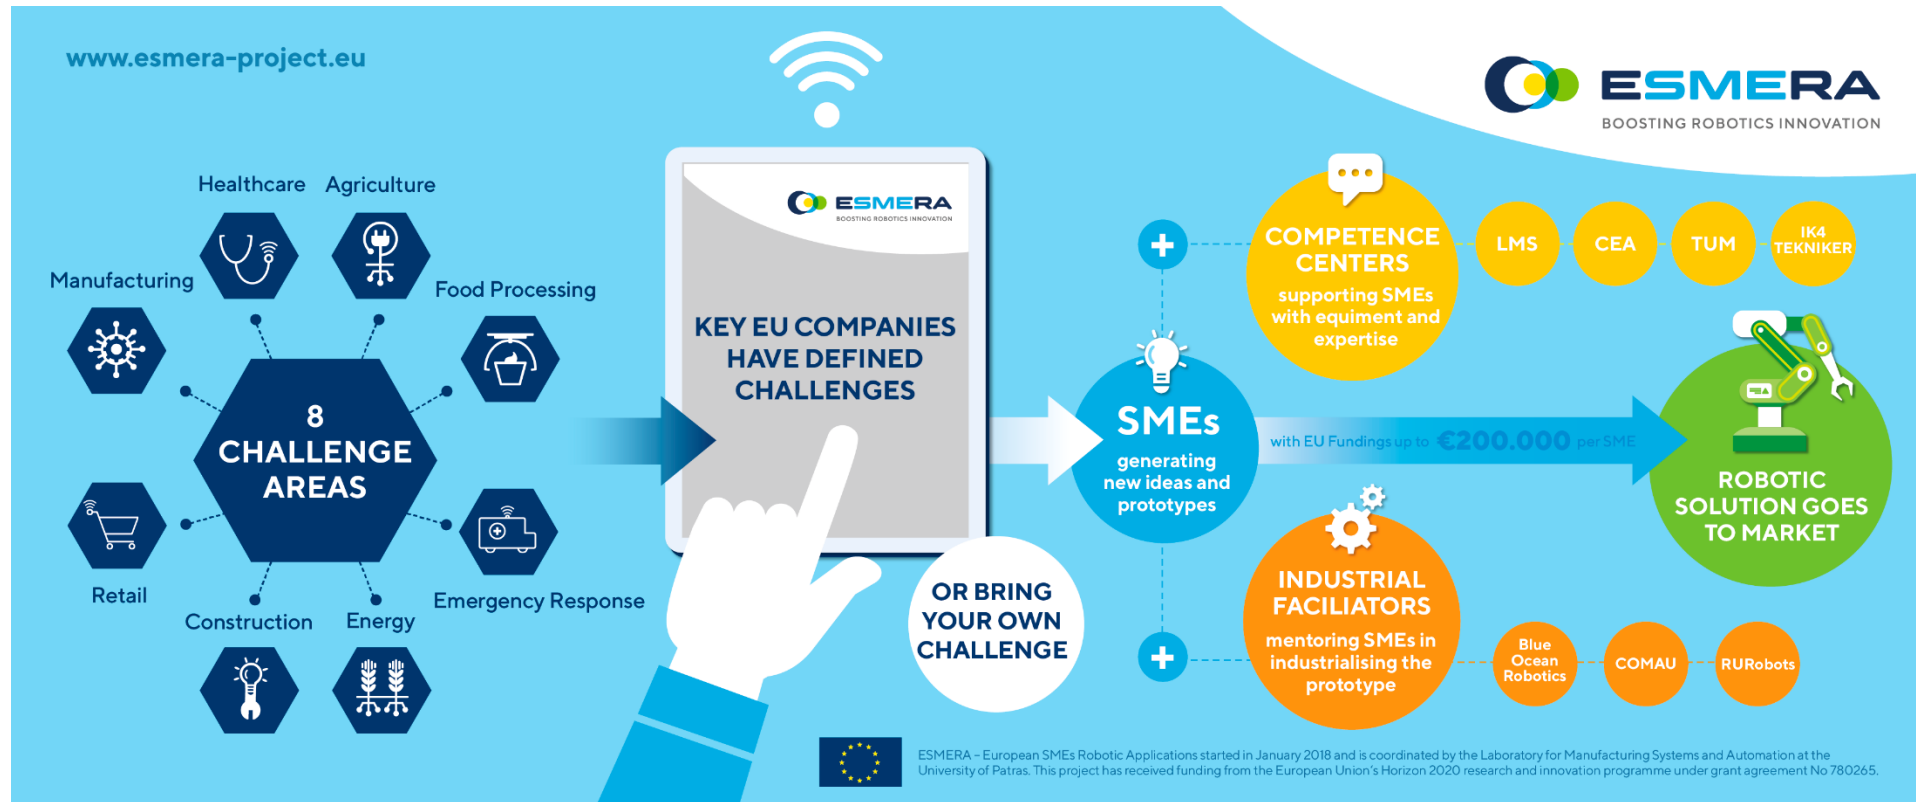 www.esmera-project.eu
ESMERA
BOOSTING ROBOTICS INNOVATION
Healthcare
Agriculture
Manufacturing
Food Processing
8
CHALLENGE
AREAS
Retail
Construction
Energy
Emergency Response
ESMERA
BOOSTING ROBOTICS INNOVATION
KEY EU COMPANIES
HAVE DEFINED
CHALLENGES
OR BRING
YOUR OWN
CHALLENGE
SMEs
generating
new ideas and
prototypes
COMPETENCE
CENTERS
supporting SMEs
with equiment and
expertise
LMS
CEA
TUM
IK4
TEKNIKER
with EU Fundings up to €200.000 per SME
ROBOTIC
SOLUTION GOES
TO MARKET
INDUSTRIAL
FACILIATORS
mentoring SMEs in
industrialising the
prototype
Blue
Ocean
Robotics
COMAU
RURobots
ESMERA – European SMEs Robotic Applications started in January 2018 and is coordinated by the Laboratory for Manufacturing Systems and Automation at the
University of Patras. This project has received funding from the European Union's Horizon 2020 research and innovation programme under grant agreement No 780265.